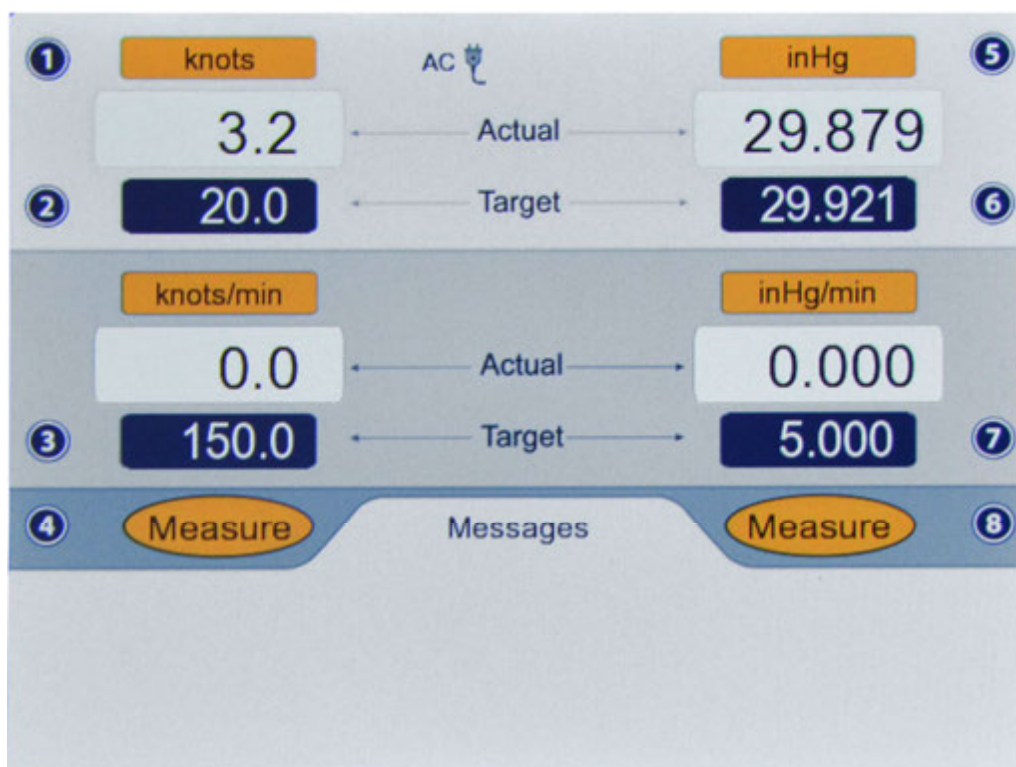 1 knots AC inHg 5
3.2 Actual 29.879
2 20.0 Target 29.921 6
knots/min inHg/min
0.0 Actual 0.000
3 150.0 Target 5.000 7
4 Measure Messages Measure 8